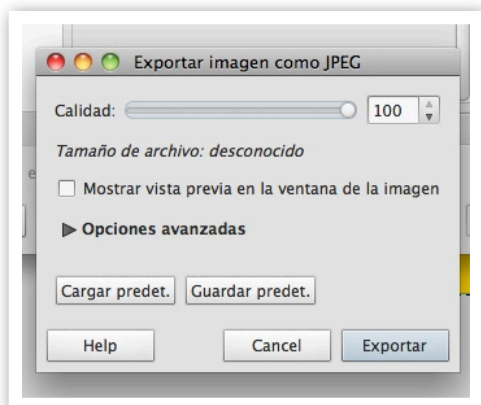 Exportar imagen como JPEG
Calidad: 100
Tamaño de archivo: desconocido
Mostrar vista previa en la ventana de la imagen
Opciones avanzadas
Cargar predet. Guardar predet.
Help Cancel Exportar